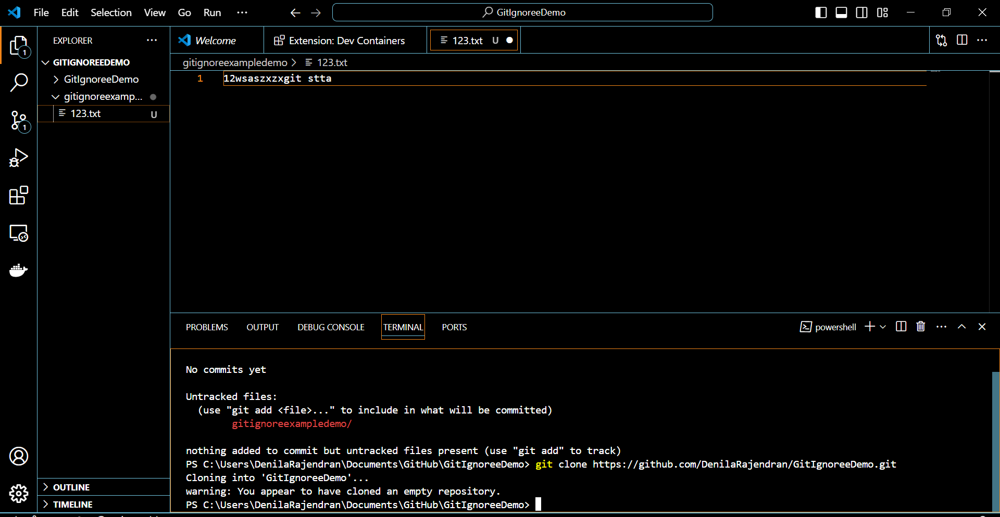 File Edit Selection View Go Run ...
GitIgnoreeDemo
EXPLORER
Welcome
Extension: Dev Containers
123.txt U
1
GITIGNOREEDEMO
GitIgnoreeDemo
gitignoreexamp...
123.txt U
1
gitignoreexampledemo > 123.txt
1 12wsaszxzxgit stta
PROBLEMS OUTPUT DEBUG CONSOLE TERMINAL PORTS
powershell
No commits yet
Untracked files:
(use "git add <file>..." to include in what will be committed)
gitignoreexampledemo/
nothing added to commit but untracked files present (use "git add" to track)
PS C:\Users\DenilaRajendran\Documents\GitHub\GitIgnoreeDemo> git clone https://github.com/DenilaRajendran/GitIgnoreeDemo.git
Cloning into 'GitIgnoreeDemo'...
warning: You appear to have cloned an empty repository.
PS C:\Users\DenilaRajendran\Documents\GitHub\GitIgnoreeDemo>
OUTLINE
TIMELINE